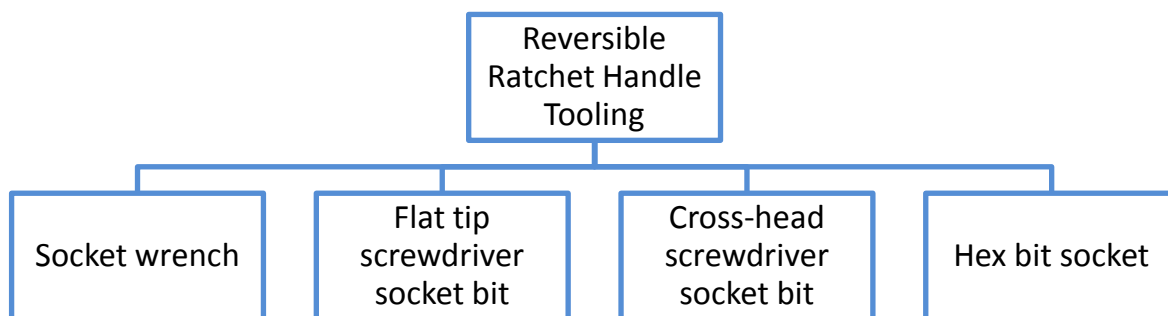 Reversible
Ratchet Handle
Tooling
Socket wrench
Flat tip
screwdriver
socket bit
Cross-head
screwdriver
socket bit
Hex bit socket